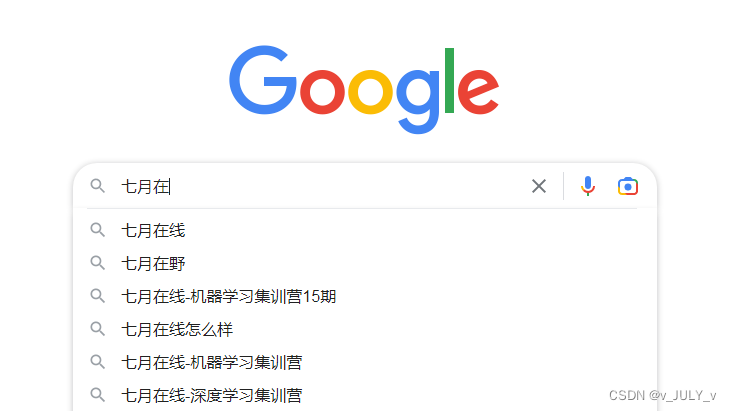 Google
七月在
七月在线
七月在野
七月在线-机器学习集训营15期
七月在线怎么样
七月在线-机器学习集训营
七月在线-深度学习集训营
CSDN @v_JULY_v